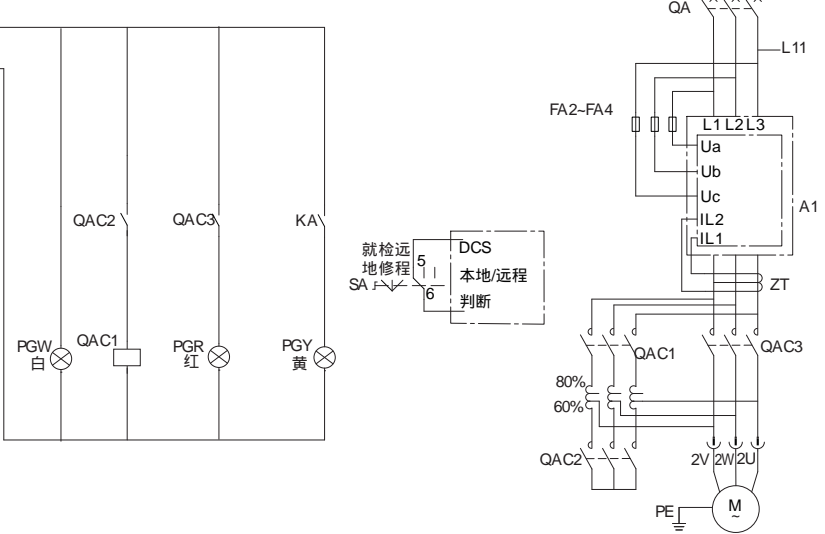 QA
L11
FA2~FA4
L1 L2 L3
Ua
Ub
Uc
IL2
IL1
A1
ZT
QAC2
QAC3
KA
就检远
地修程
SA
5
6
DCS
本地/远程
判断
PGW
白
QAC1
PGR
红
PGY
黄
QAC1
QAC3
80%
60%
QAC2
2V 2W 2U
M
~
PE